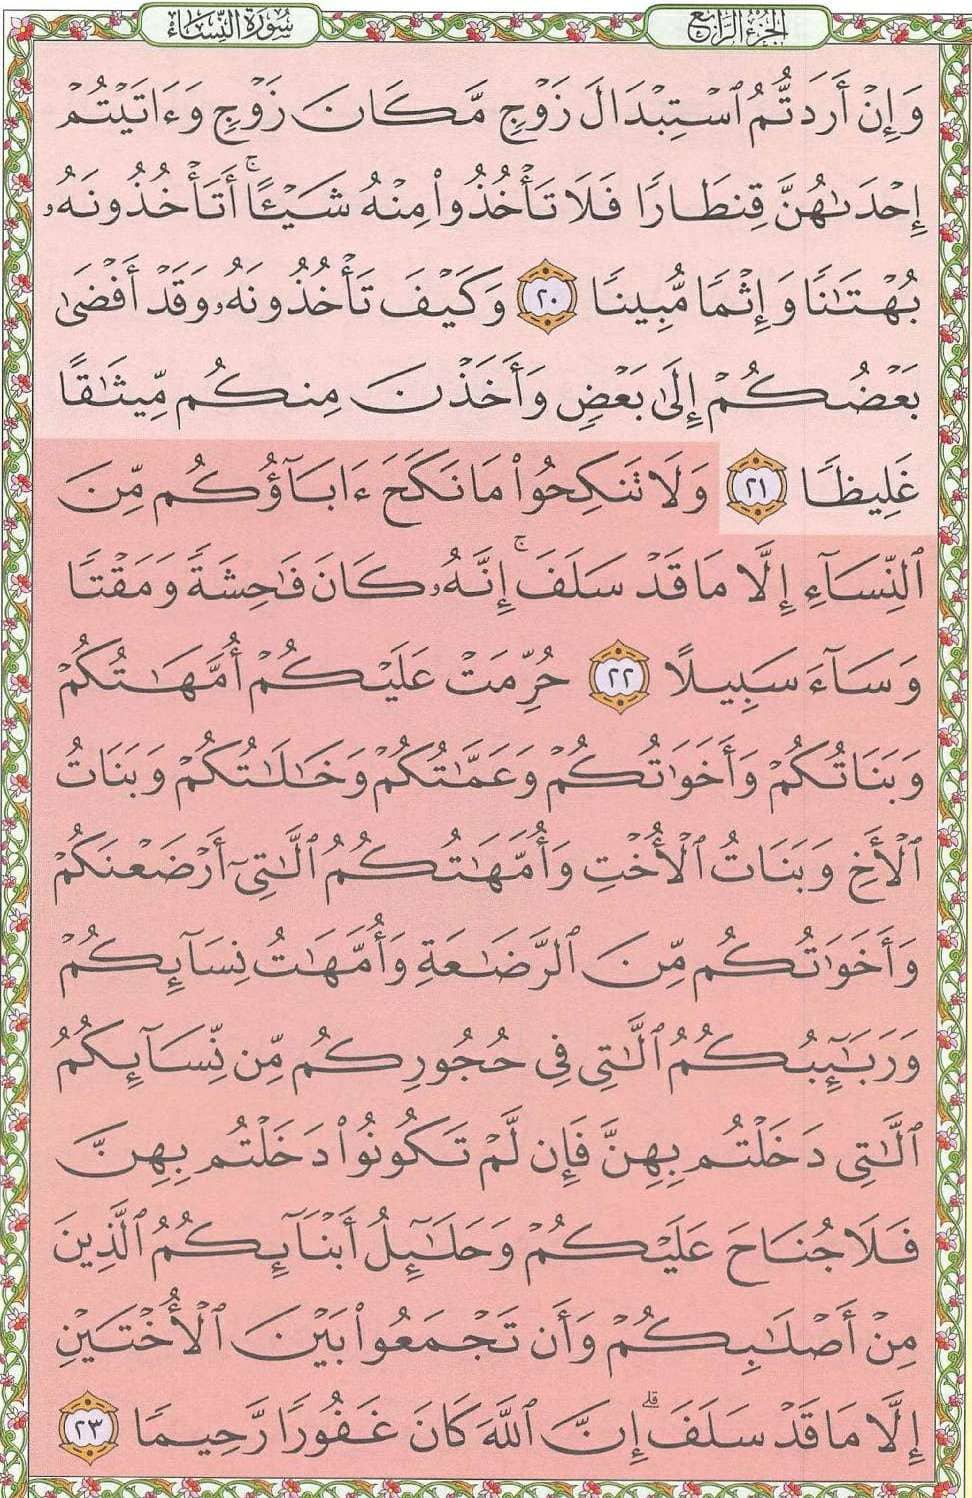 الجزء الرابع
سورة النساء
وَإِنْ أَرَدتُّمُ ٱسْتِبْدَالَ زَوْجٍ مَّكَانَ زَوْجٍ وَءَاتَيْتُمْ
إِحْدَىٰهُنَّ قِنطَارًا فَلَا تَأْخُذُوا۟ مِنْهُ شَيْـًٔا ۚ أَتَأْخُذُونَهُۥ
بُهْتَـٰنًا وَإِثْمًا مُّبِينًا ٢٠ وَكَيْفَ تَأْخُذُونَهُۥ وَقَدْ أَفْضَىٰ
بَعْضُكُمْ إِلَىٰ بَعْضٍ وَأَخَذْنَ مِنكُم مِّيثَـٰقًا
غَلِيظًا ٢١ وَلَا تَنكِحُوا۟ مَا نَكَحَ ءَابَآؤُكُم مِّنَ
ٱلنِّسَآءِ إِلَّا مَا قَدْ سَلَفَ ۚ إِنَّهُۥ كَانَ فَـٰحِشَةً وَمَقْتًا
وَسَآءَ سَبِيلًا ٢٢ حُرِّمَتْ عَلَيْكُمْ أُمَّهَـٰتُكُمْ
وَبَنَاتُكُمْ وَأَخَوَٰتُكُمْ وَعَمَّـٰتُكُمْ وَخَـٰلَـٰتُكُمْ وَبَنَاتُ
ٱلْأَخِ وَبَنَاتُ ٱلْأُخْتِ وَأُمَّهَـٰتُكُمُ ٱلَّـٰتِىٓ أَرْضَعْنَكُمْ
وَأَخَوَٰتُكُم مِّنَ ٱلرَّضَـٰعَةِ وَأُمَّهَـٰتُ نِسَآئِكُمْ
وَرَبَـٰٓئِبُكُمُ ٱلَّـٰتِى فِى حُجُورِكُم مِّن نِّسَآئِكُمُ
ٱلَّـٰتِى دَخَلْتُم بِهِنَّ فَإِن لَّمْ تَكُونُوا۟ دَخَلْتُم بِهِنَّ
فَلَا جُنَاحَ عَلَيْكُمْ وَحَلَـٰٓئِلُ أَبْنَآئِكُمُ ٱلَّذِينَ
مِنْ أَصْلَـٰبِكُمْ وَأَن تَجْمَعُوا۟ بَيْنَ ٱلْأُخْتَيْنِ
إِلَّا مَا قَدْ سَلَفَ ۗ إِنَّ ٱللَّهَ كَانَ غَفُورًا رَّحِيمًا ٢٣